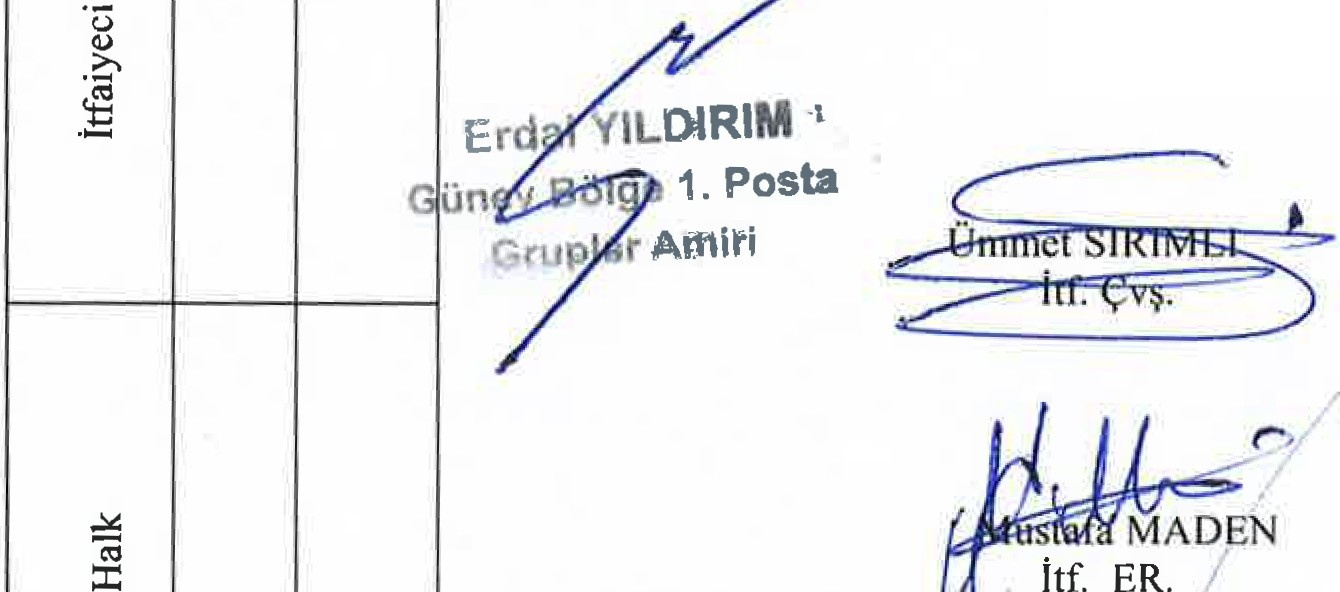 İtfaiyeci
Halk
Erdal YILDIRIM
Güney Bölge 1. Posta
Gruplar Amiri
Ümmet SIRIMLI
İtf. Çvş.
Mustafa MADEN
İtf. ER.